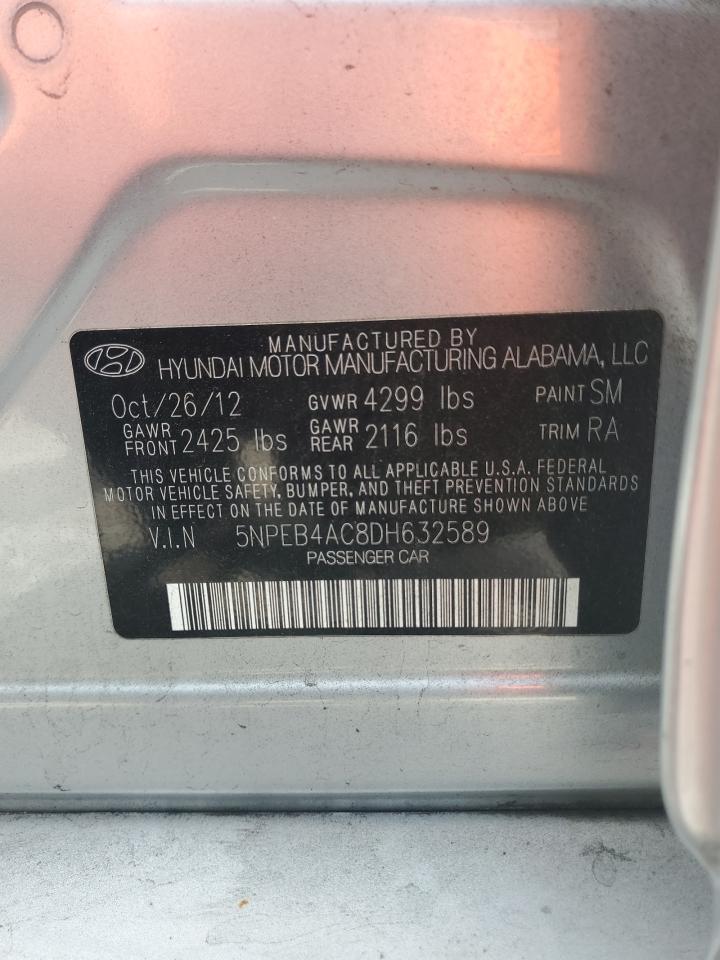 MANUFACTURED BY
HYUNDAI MOTOR MANUFACTURING ALABAMA, LLC
Oct/26/12 GVWR 4299 lbs PAINT SM
GAWR FRONT 2425 lbs GAWR REAR 2116 lbs TRIM RA
THIS VEHICLE CONFORMS TO ALL APPLICABLE U.S.A. FEDERAL
MOTOR VEHICLE SAFETY, BUMPER, AND THEFT PREVENTION STANDARDS
IN EFFECT ON THE DATE OF MANUFACTURE SHOWN ABOVE
V.I.N 5NPEB4AC8DH632589
PASSENGER CAR